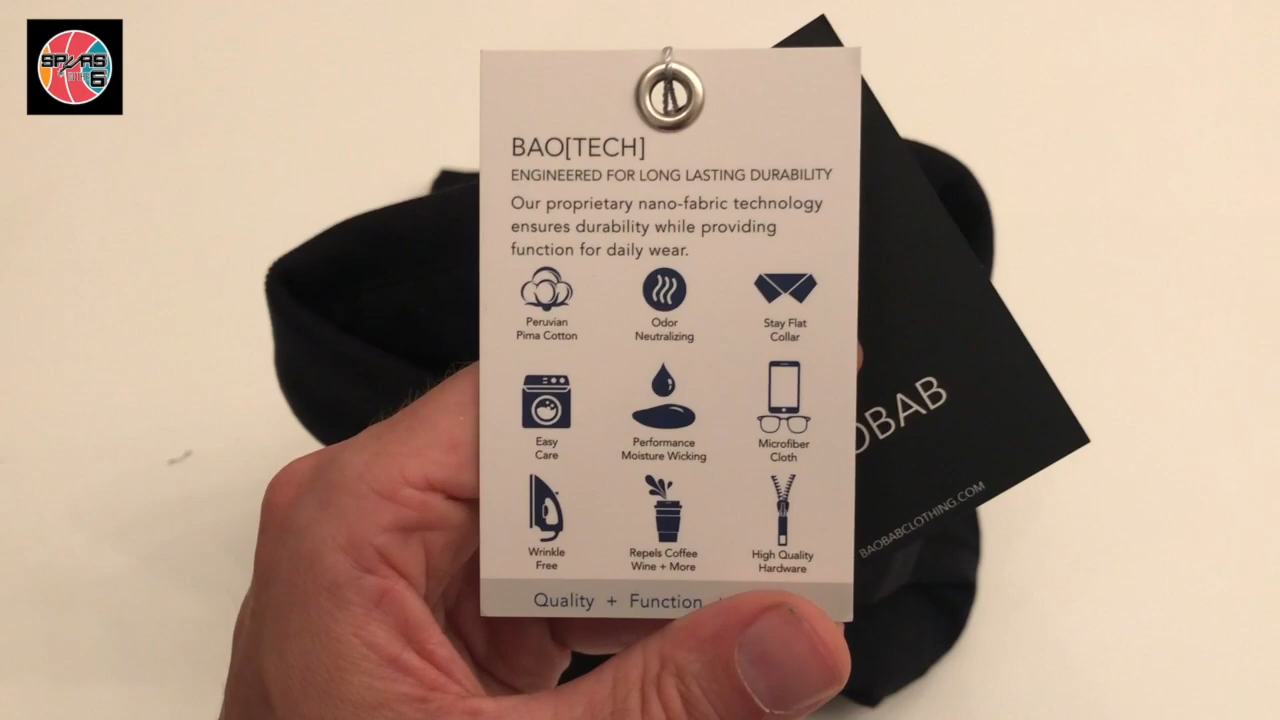 SPURS
6
BAO[TECH]
ENGINEERED FOR LONG LASTING DURABILITY
Our proprietary nano-fabric technology
ensures durability while providing
function for daily wear.
Peruvian
Pima Cotton
Odor
Neutralizing
Stay Flat
Collar
Easy
Care
Performance
Moisture Wicking
Microfiber
Cloth
Wrinkle
Free
Repels Coffee
Wine + More
High Quality
Hardware
Quality + Function
OBAB
BAOBABCLOTHING.COM